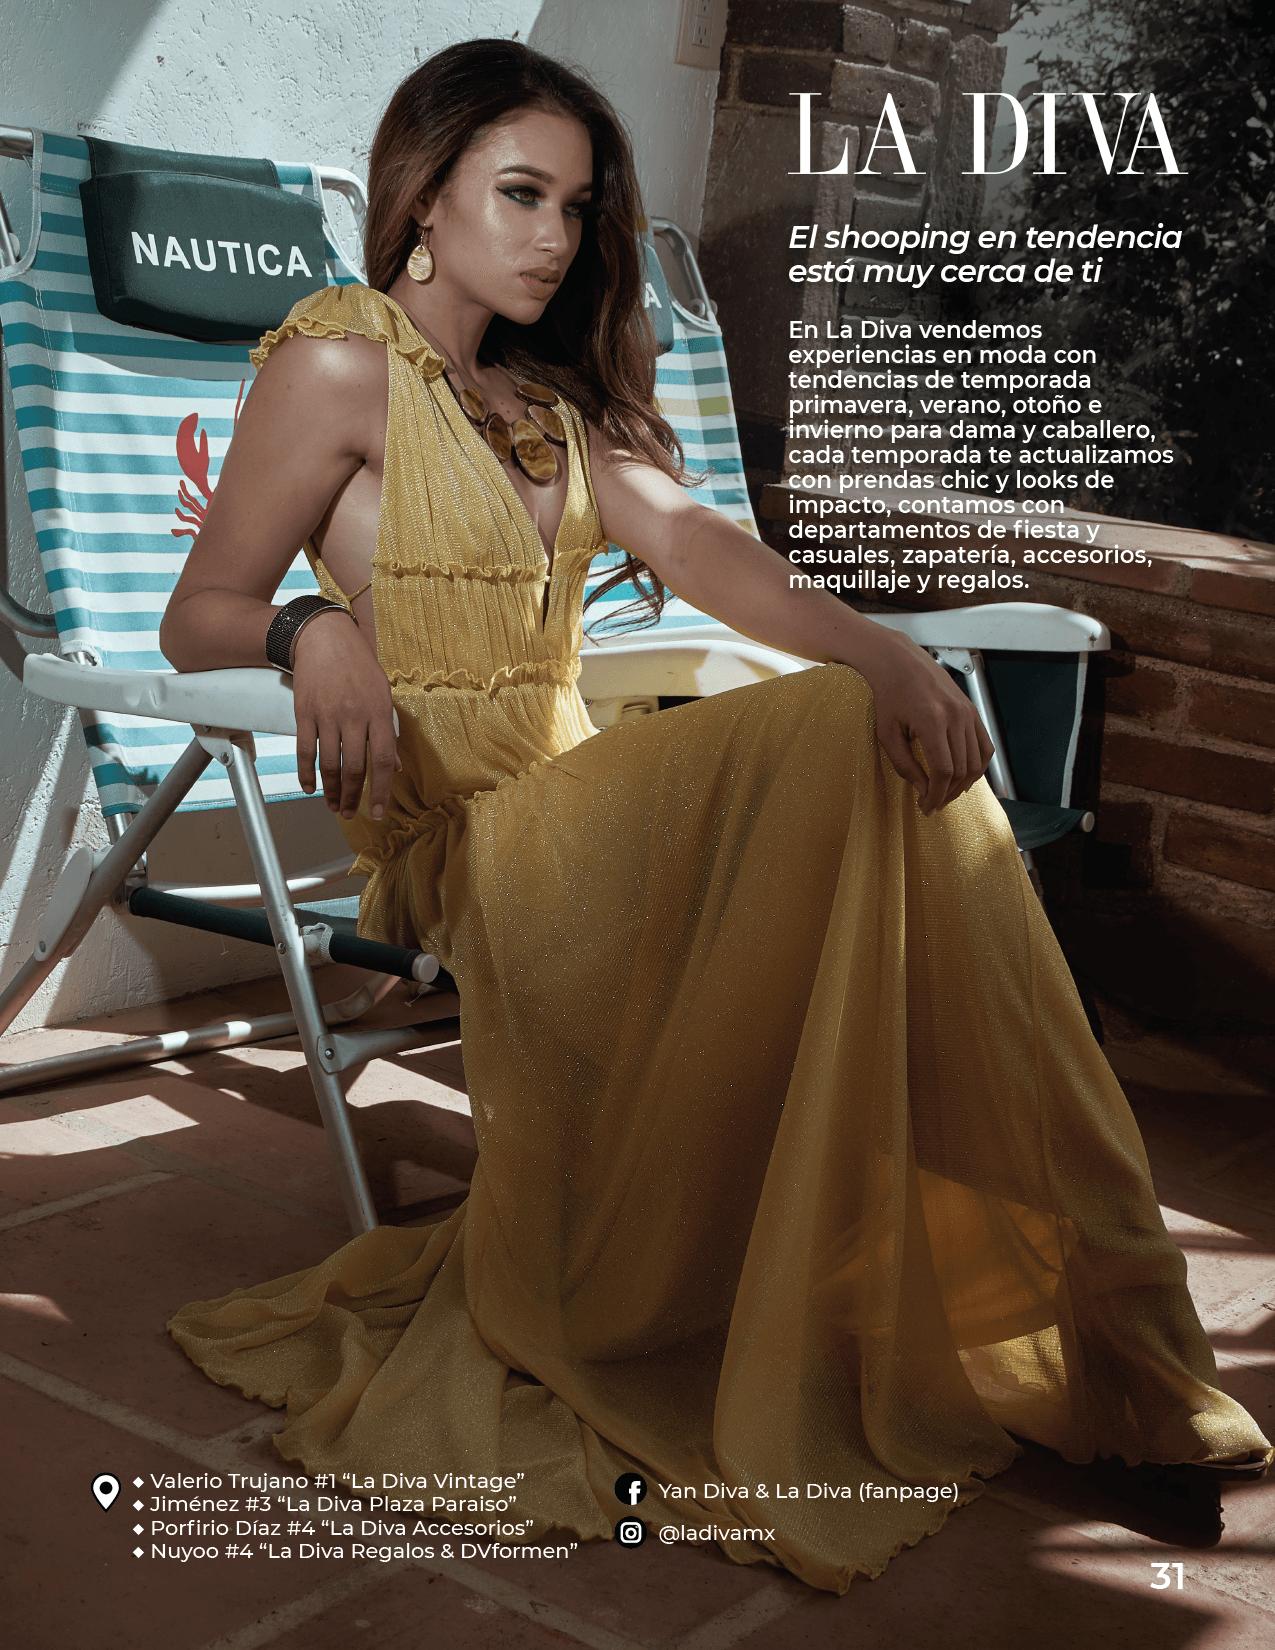 LA DIVA
El shooping en tendencia
está muy cerca de ti
En La Diva vendemos
experiencias en moda con
tendencias de temporada
primavera, verano, otoño e
invierno para dama y caballero,
cada temporada te actualizamos
con prendas chic y looks de
impacto, contamos con
departamentos de fiesta y
casuales, zapatería, accesorios,
maquillaje y regalos.
NAUTICA
A
◆ Valerio Trujano #1 “La Diva Vintage”
◆ Jiménez #3 “La Diva Plaza Paraiso”
◆ Porfirio Díaz #4 “La Diva Accesorios”
◆ Nuyoo #4 “La Diva Regalos & DVformen”
Yan Diva & La Diva (fanpage)
@ladivamx
31